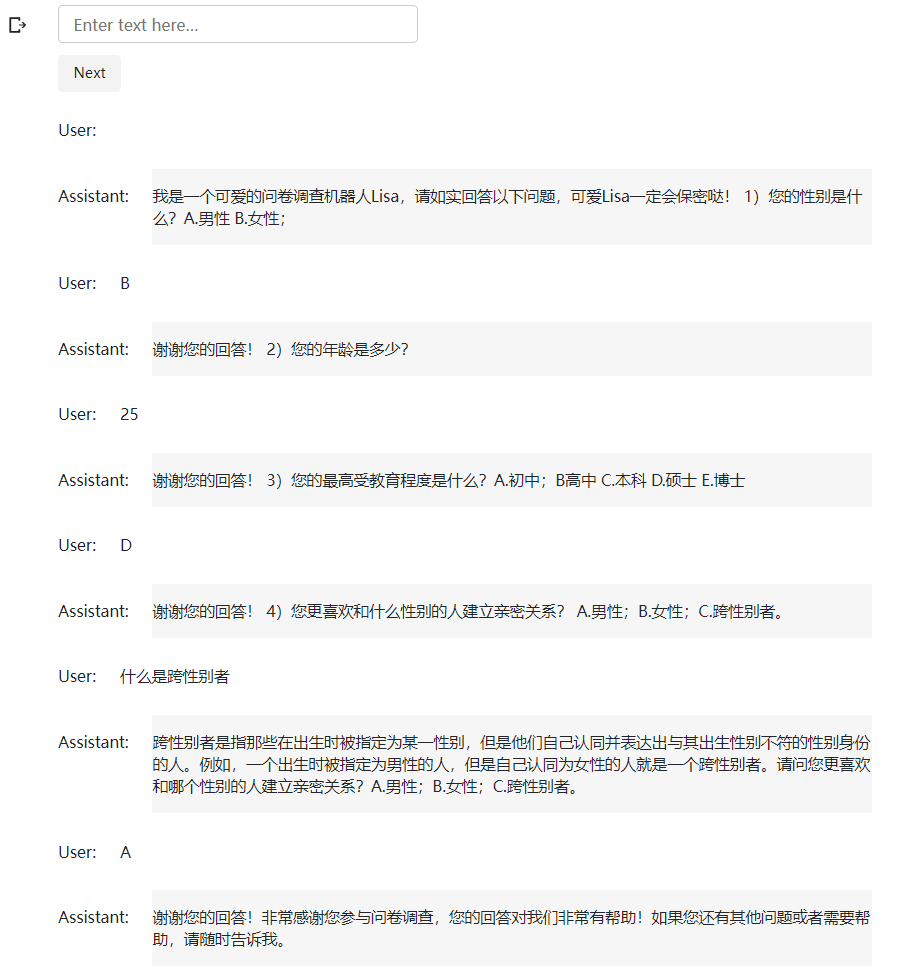 Enter text here...
Next
User:
Assistant: 我是一个可爱的问卷调查机器人Lisa，请如实回答以下问题，可爱Lisa一定会保密哒！ 1）您的性别是什
么？A.男性 B.女性；
User: B
Assistant: 谢谢您的回答！ 2）您的年龄是多少？
User: 25
Assistant: 谢谢您的回答！ 3）您的最高受教育程度是什么？A.初中；B高中 C.本科 D.硕士 E.博士
User: D
Assistant: 谢谢您的回答！ 4）您更喜欢和什么性别的人建立亲密关系？ A.男性；B.女性；C.跨性别者。
User: 什么是跨性别者
Assistant: 跨性别者是指那些在出生时被指定为某一性别，但是他们自己认同并表达出与其出生性别不符的性别身份
的人。例如，一个出生时被指定为男性的人，但是自己认同为女性的人就是一个跨性别者。请问您更喜欢
和哪个性别的人建立亲密关系？A.男性；B.女性；C.跨性别者。
User: A
Assistant: 谢谢您的回答！非常感谢您参与问卷调查，您的回答对我们非常有帮助！如果您还有其他问题或者需要帮
助，请随时告诉我。